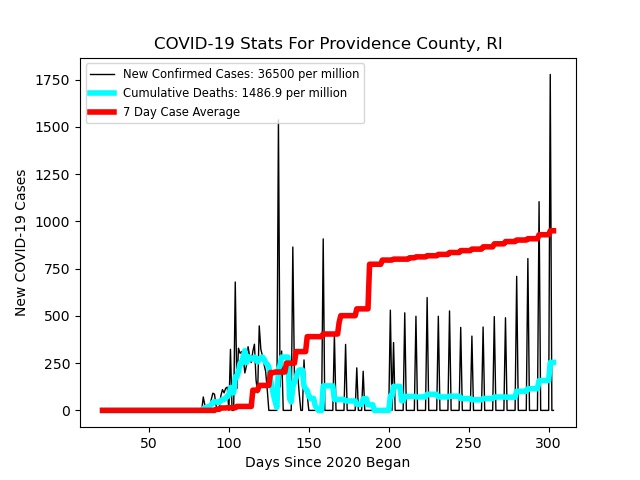 COVID-19 Stats For Providence County, RI
New Confirmed Cases: 36500 per million
Cumulative Deaths: 1486.9 per million
7 Day Case Average
1750
1500
1250
1000
750
500
250
0
New COVID-19 Cases
50 100 150 200 250 300
Days Since 2020 Began